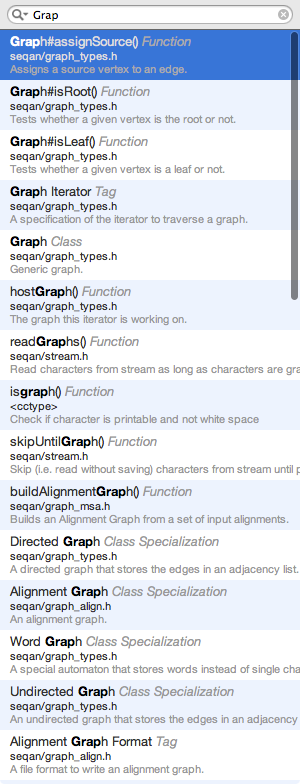 Grap
Graph#assignSource() Function
seqan/graph_types.h
Assigns a source vertex to an edge.
Graph#isRoot() Function
seqan/graph_types.h
Tests whether a given vertex is the root or not.
Graph#isLeaf() Function
seqan/graph_types.h
Tests whether a given vertex is a leaf or not.
Graph Iterator Tag
seqan/graph_types.h
A specification of the iterator to traverse a graph.
Graph Class
seqan/graph_types.h
Generic graph.
hostGraph() Function
seqan/graph_types.h
The graph this iterator is working on.
readGraphs() Function
seqan/stream.h
Read characters from stream as long as characters are gra
isgraph() Function
<cctype>
Check if character is printable and not white space
skipUntilGraph() Function
seqan/stream.h
Skip (i.e. read without saving) characters from stream until p
buildAlignmentGraph() Function
seqan/graph_msa.h
Builds an Alignment Graph from a set of input alignments.
Directed Graph Class Specialization
seqan/graph_types.h
A directed graph that stores the edges in an adjacency list.
Alignment Graph Class Specialization
seqan/graph_align.h
An alignment graph.
Word Graph Class Specialization
seqan/graph_types.h
A special automaton that stores words instead of single cha
Undirected Graph Class Specialization
seqan/graph_types.h
An undirected graph that stores the edges in an adjacency
Alignment Graph Format Tag
seqan/graph_align.h
A file format to write an alignment graph.